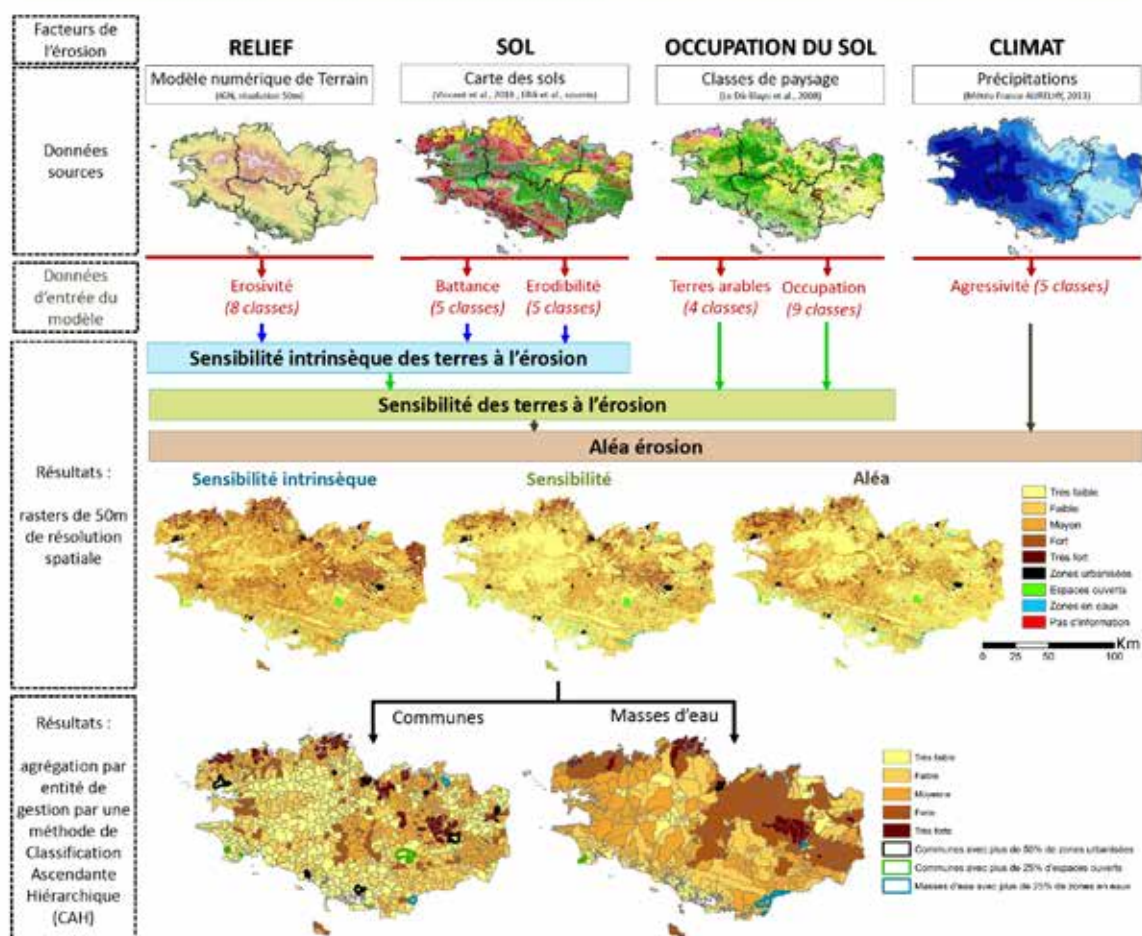 Facteurs de
l'érosion
RELIEF
SOL
OCCUPATION DU SOL
CLIMAT
Données
sources
Modèle numérique de Terrain
(IGN, résolution 50m)
Carte des sols
Classes de paysage
Précipitations
Données
d'entrée du
modèle
Erosivité
(8 classes)
Battance
(5 classes)
Erodibilité
(5 classes)
Terres arables
(4 classes)
Occupation
(9 classes)
Agressivité (5 classes)
Sensibilité intrinsèque des terres à l'érosion
Sensibilité des terres à l'érosion
Aléa érosion
Résultats :
rasters de 50m
de résolution
spatiale
Sensibilité intrinsèque
Sensibilité
Aléa
Très faible
Faible
Moyen
Fort
Très fort
Zones urbanisées
Espaces ouverts
Zones en eaux
Pas d'information
Km
0 25 50 100
Résultats :
agrégation par
entité de
gestion par une
méthode de
Classification
Ascendante
Hiérarchique
(CAH)
Communes
Masses d'eau
Très faible
Faible
Moyenne
Forte
Très forte
Communes avec plus de 50% de zones urbanisées
Communes avec plus de 25% d'espaces ouverts
Masses d'eau avec plus de 25% de zones en eaux